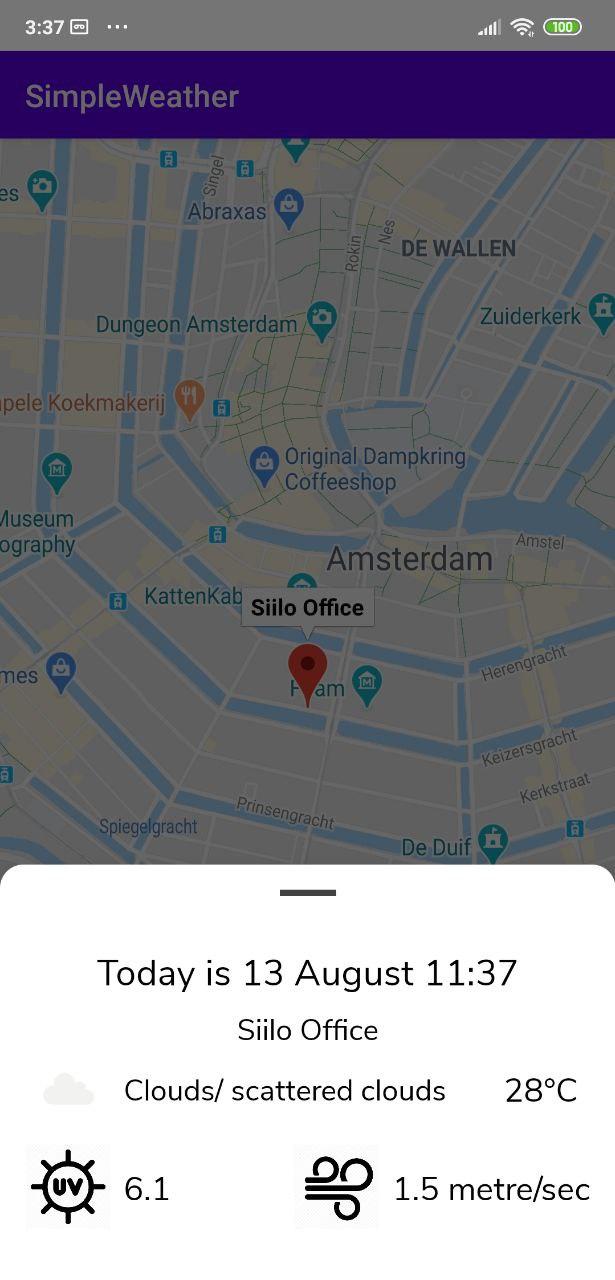 3:37
100
SimpleWeather
es
Singel
Abraxas
Rokin
Nes
DE WALLEN
Dungeon Amsterdam
Zuiderkerk
apele Koekmakerij
Original Dampkring
Coffeeshop
Museum
ography
Amsterdam
Amstel
KattenKab
Siilo Office
mes
Herengracht
Keizersgracht
Kerkstraat
Prinsengracht
Spiegelgracht
De Duif
Today is 13 August 11:37
Siilo Office
Clouds/ scattered clouds
28°C
UV
6.1
1.5 metre/sec